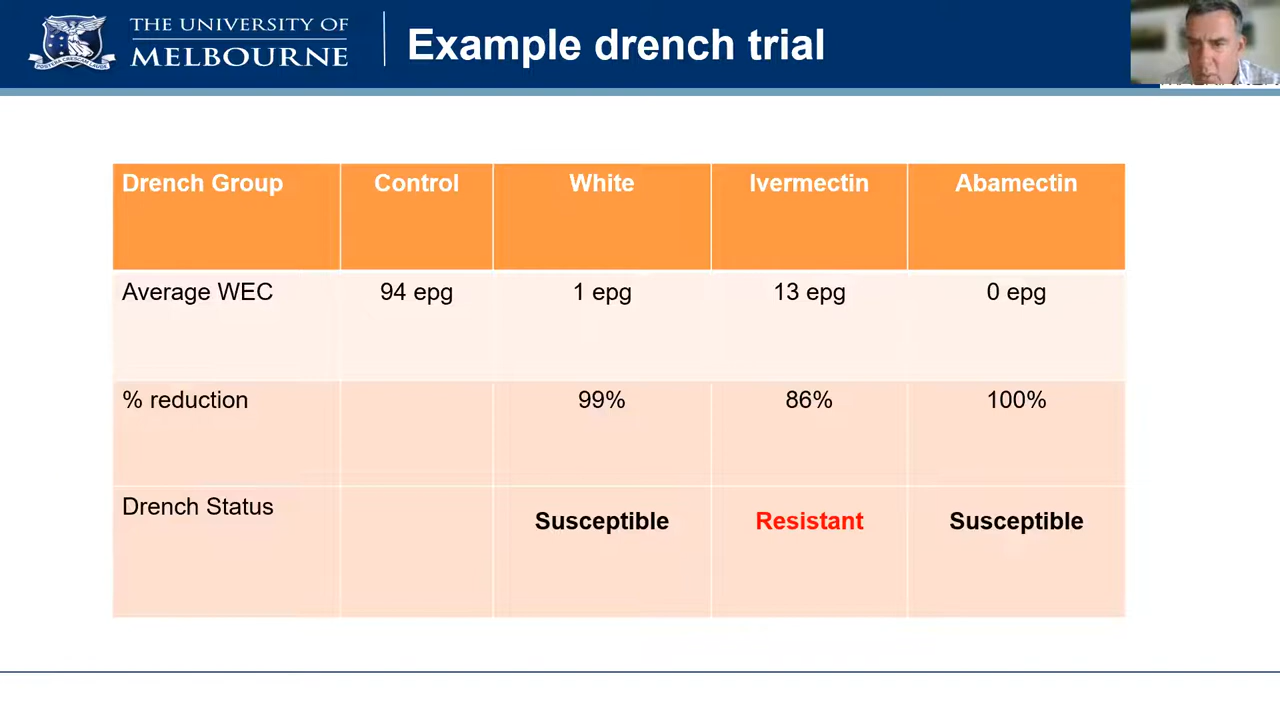 THE UNIVERSITY OF
MELBOURNE
Example drench trial
Drench Group Control White Ivermectin Abamectin
Average WEC 94 epg 1 epg 13 epg 0 epg
% reduction 99% 86% 100%
Drench Status Susceptible Resistant Susceptible